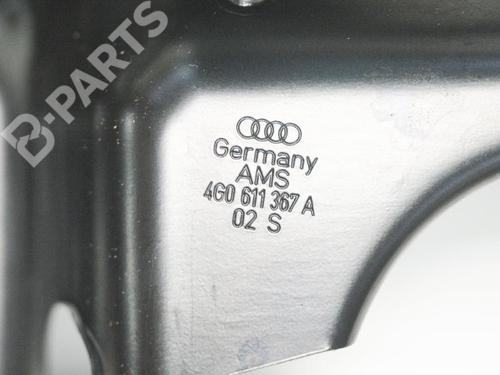 B-PARTS
Germany
AMS
4G0 611 367 A
02 S